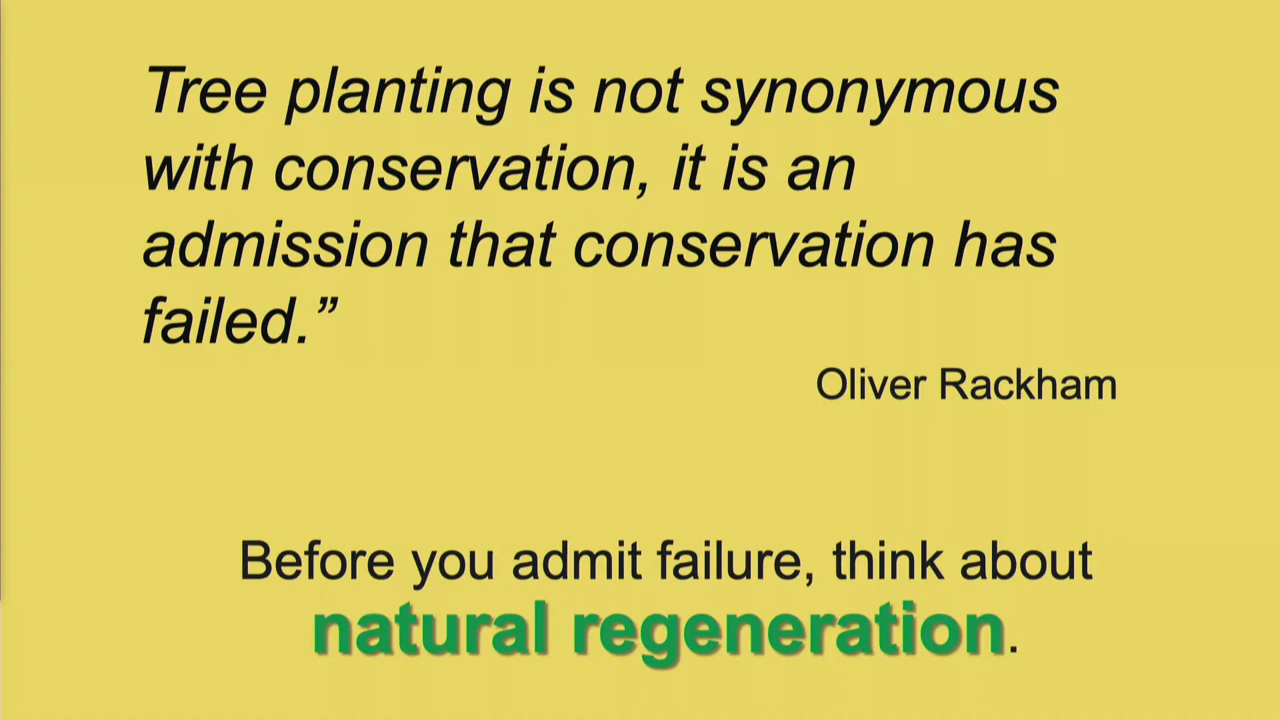 Tree planting is not synonymous
with conservation, it is an
admission that conservation has
failed.”
Oliver Rackham
Before you admit failure, think about
natural regeneration.